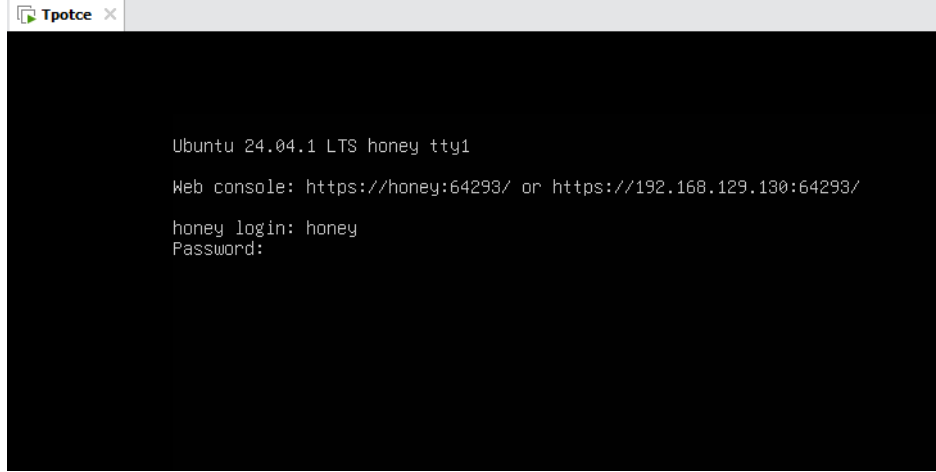 Tpotce
Ubuntu 24.04.1 LTS honey tty1
Web console: https://honey:64293/ or https://192.168.129.130:64293/
honey login: honey
Password: